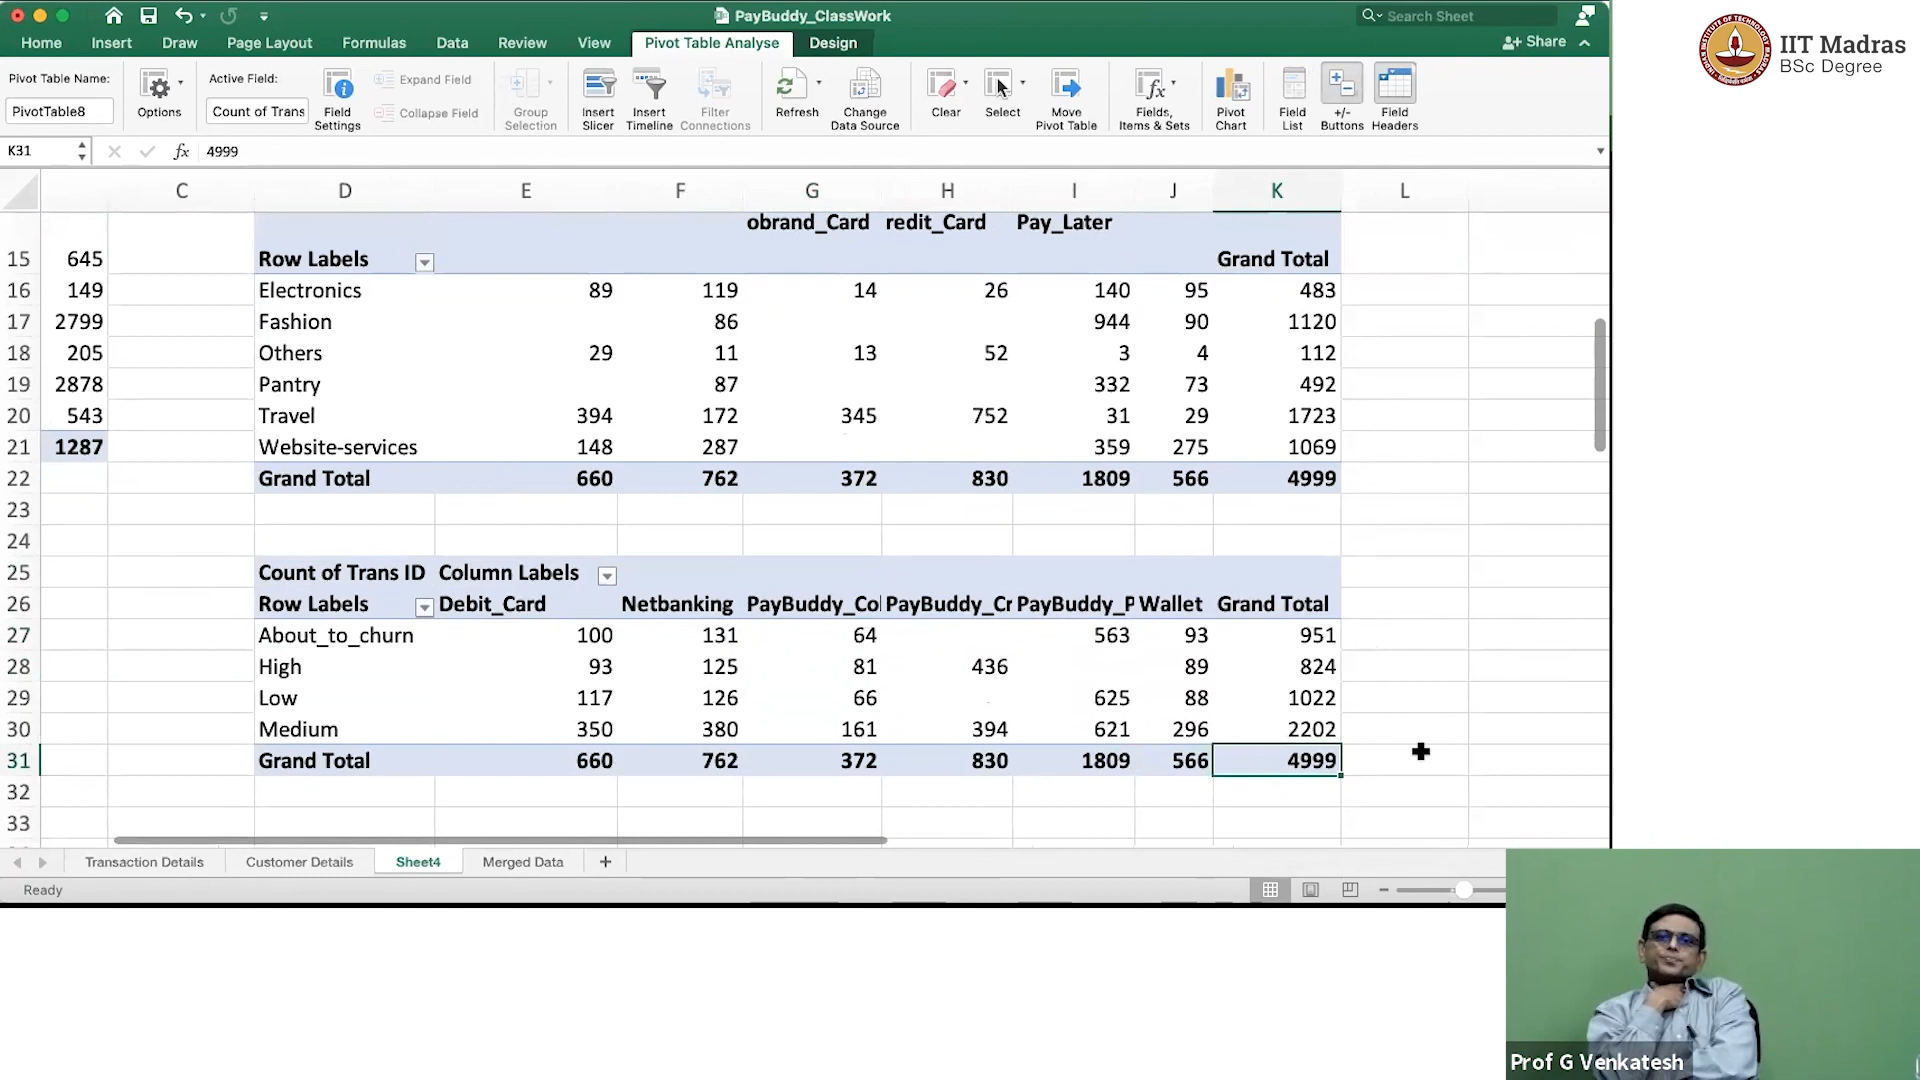 PayBuddy_ClassWork
Search Sheet
Home Insert Draw Page Layout Formulas Data Review View Pivot Table Analyse Design Share
Pivot Table Name:
PivotTable8
Options
Active Field:
Count of Trans
Field Settings
Expand Field
Collapse Field
Group Selection
Insert Slicer
Insert Timeline
Filter Connections
Refresh
Change Data Source
Clear
Select
Move Pivot Table
Fields, Items & Sets
Pivot Chart
Field List
+/- Buttons
Field Headers
K31 fx 4999
C D E F G H I J K L
obrand_Card redit_Card Pay_Later
15 645 Row Labels Grand Total
16 149 Electronics 89 119 14 26 140 95 483
17 2799 Fashion 86 944 90 1120
18 205 Others 29 11 13 52 3 4 112
19 2878 Pantry 87 332 73 492
20 543 Travel 394 172 345 752 31 29 1723
21 1287 Website-services 148 287 359 275 1069
22 Grand Total 660 762 372 830 1809 566 4999
23
24
25 Count of Trans ID Column Labels
26 Row Labels Debit_Card Netbanking PayBuddy_Co PayBuddy_Cr PayBuddy_P Wallet Grand Total
27 About_to_churn 100 131 64 563 93 951
28 High 93 125 81 436 89 824
29 Low 117 126 66 625 88 1022
30 Medium 350 380 161 394 621 296 2202
31 Grand Total 660 762 372 830 1809 566 4999
32
33
Transaction Details Customer Details Sheet4 Merged Data +
Ready
IIT Madras
BSc Degree
Prof G Venkatesh